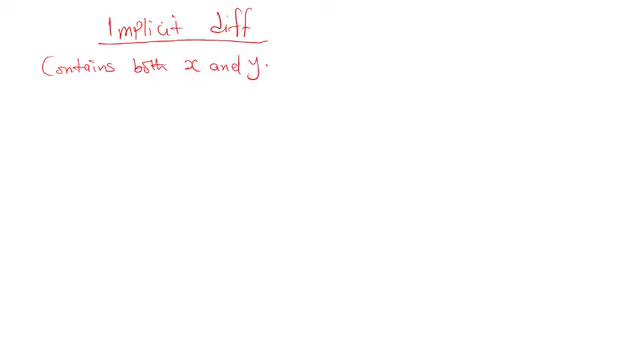 Implicit diff
Contains both x and y.